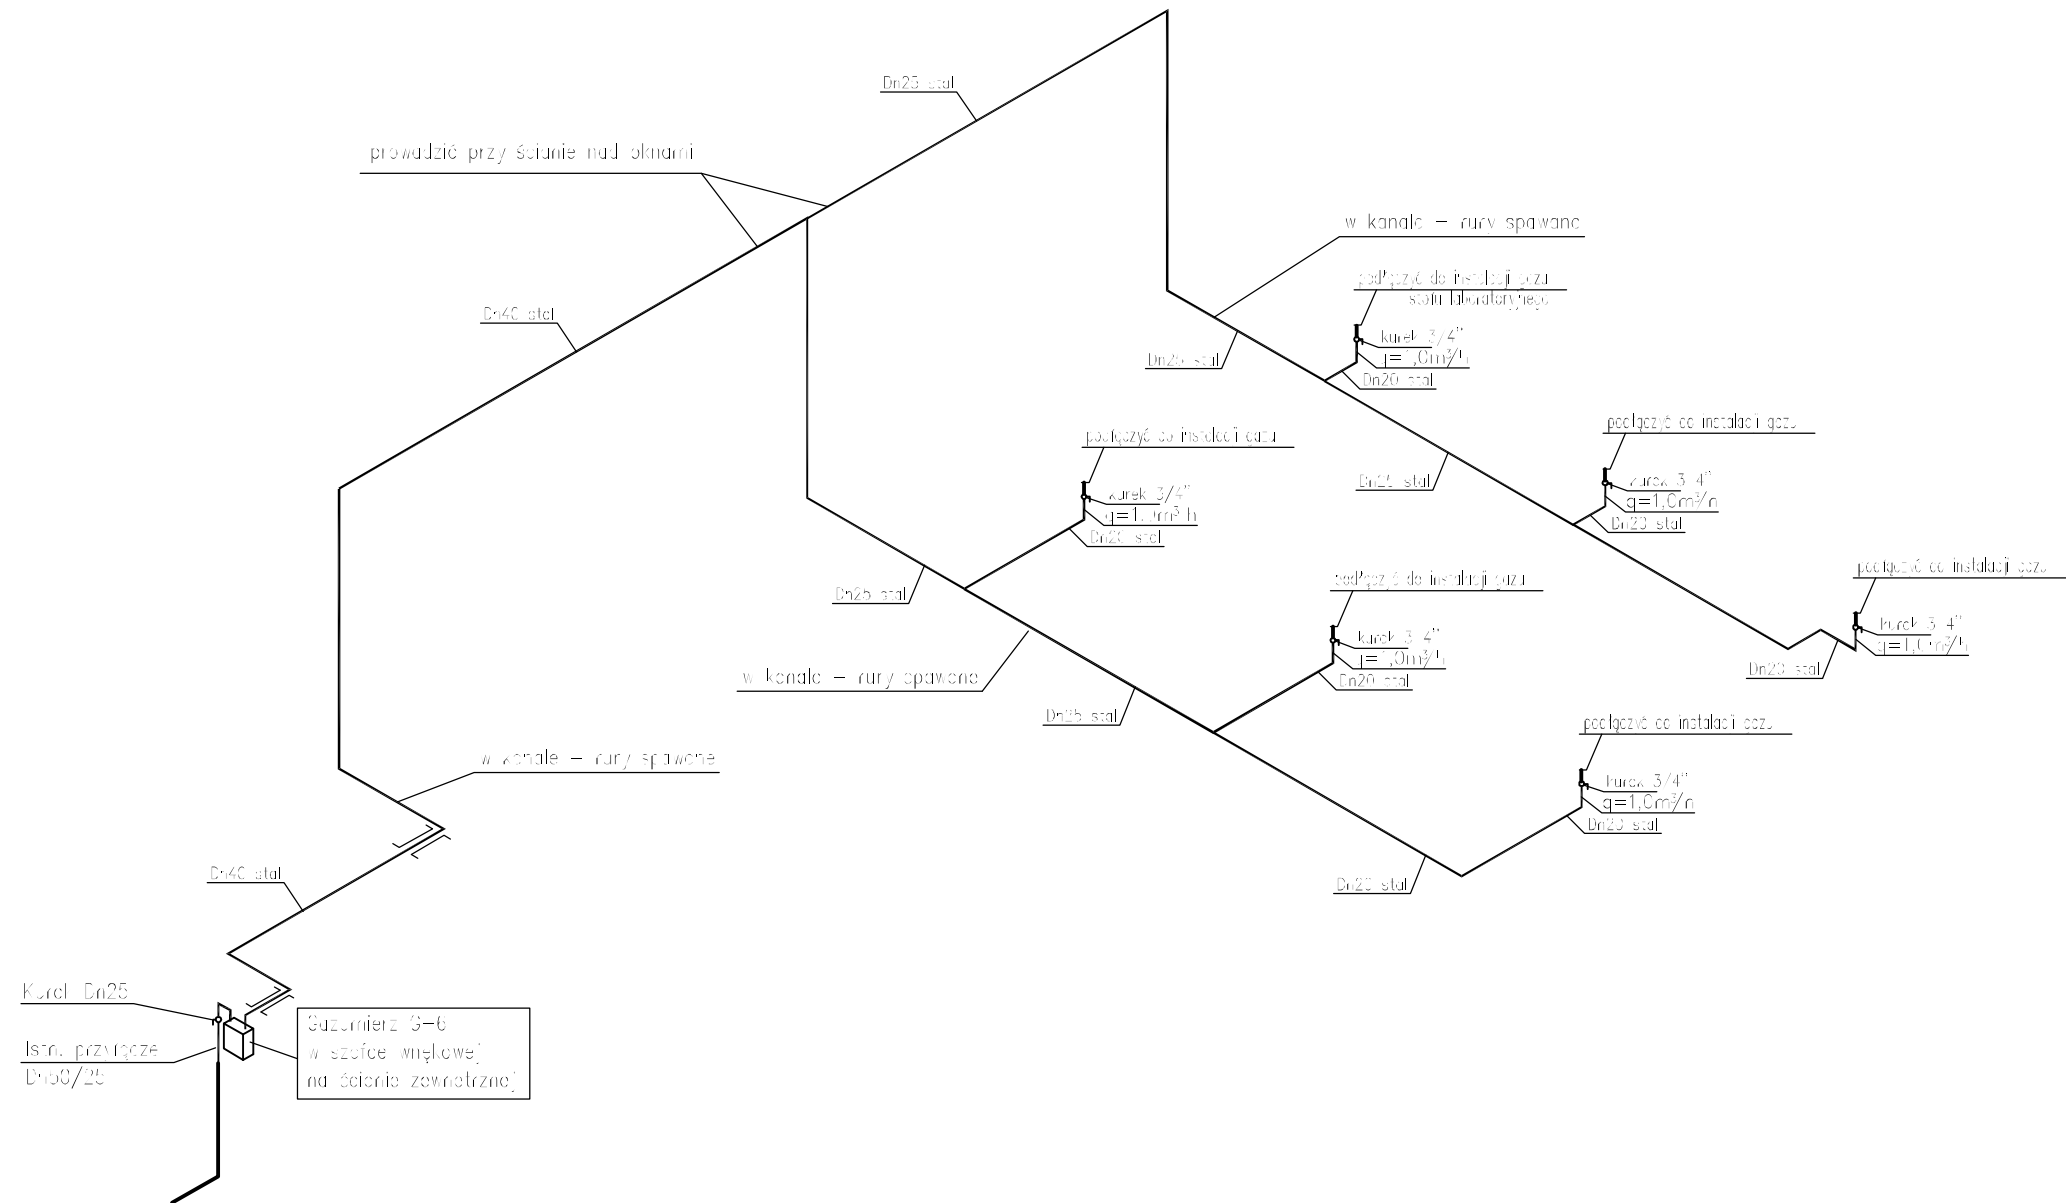 Dn25 stal
prowadzić przy ścianie nad oknami
w kanale – rury spawane
podłączyć do instalacji gazu
stołu laboratoryjnego
Dn40 stal
kurek 3/4"
q=1,0m³/h
Dn25 stal
Dn20 stal
podłączyć do instalacji gazu
podłączyć do instalacji gazu
kurek 3/4"
q=1,0m³/h
Dn25 stal
Dn20 stal
kurek 3/4"
q=1,0m³/h
Dn20 stal
podłączyć do instalacji gazu
podłączyć do instalacji gazu
Dn25 stal
kurek 3/4"
q=1,0m³/h
Dn20 stal
kurek 3/4"
q=1,0m³/h
Dn20 stal
w kanale – rury spawane
Dn25 stal
podłączyć do instalacji gazu
w kanale – rury spawane
kurek 3/4"
q=1,0m³/h
Dn20 stal
Dn40 stal
Dn20 stal
Kurek Dn25
Gazomierz G–6
w szafce wnękowej
na ścianie zewnetrznej
Istn. przyłącze
Dn50/25